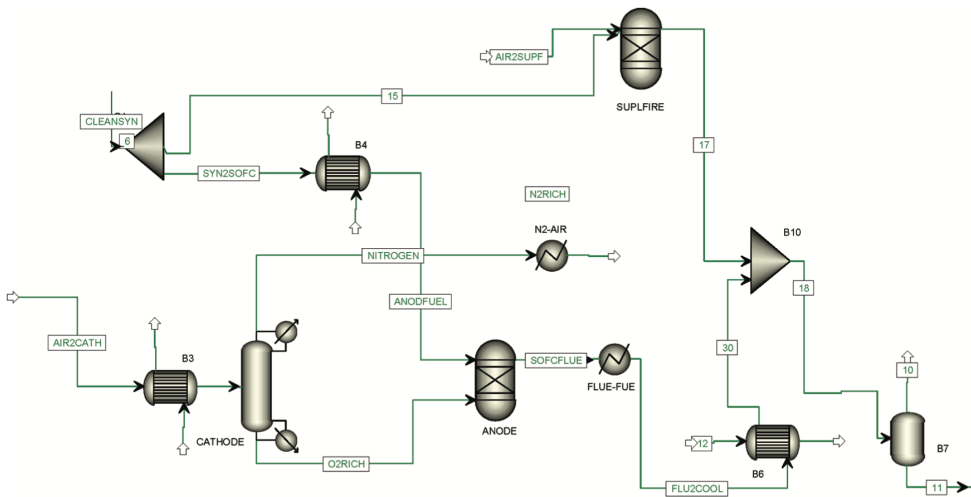 AIR2SUPF
SUPLFIRE
15
CLEANSYN
6
B4
17
SYN2SOFC
N2RICH
N2-AIR
B10
NITROGEN
18
ANODFUEL
AIR2CATH
30
B3
SOFCFLUE
FLUE-FUE
10
ANODE
CATHODE
12
B7
O2RICH
B6
FLU2COOL
11